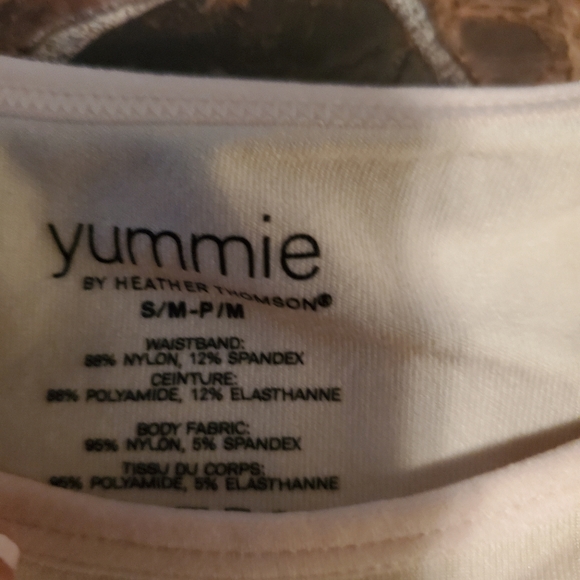 yummie
BY HEATHER THOMSON®
S/M-P/M
WAISTBAND:
88% NYLON, 12% SPANDEX
CEINTURE:
88% POLYAMIDE, 12% ELASTHANNE
BODY FABRIC:
95% NYLON, 5% SPANDEX
TISSU DU CORPS:
95% POLYAMIDE, 5% ELASTHANNE